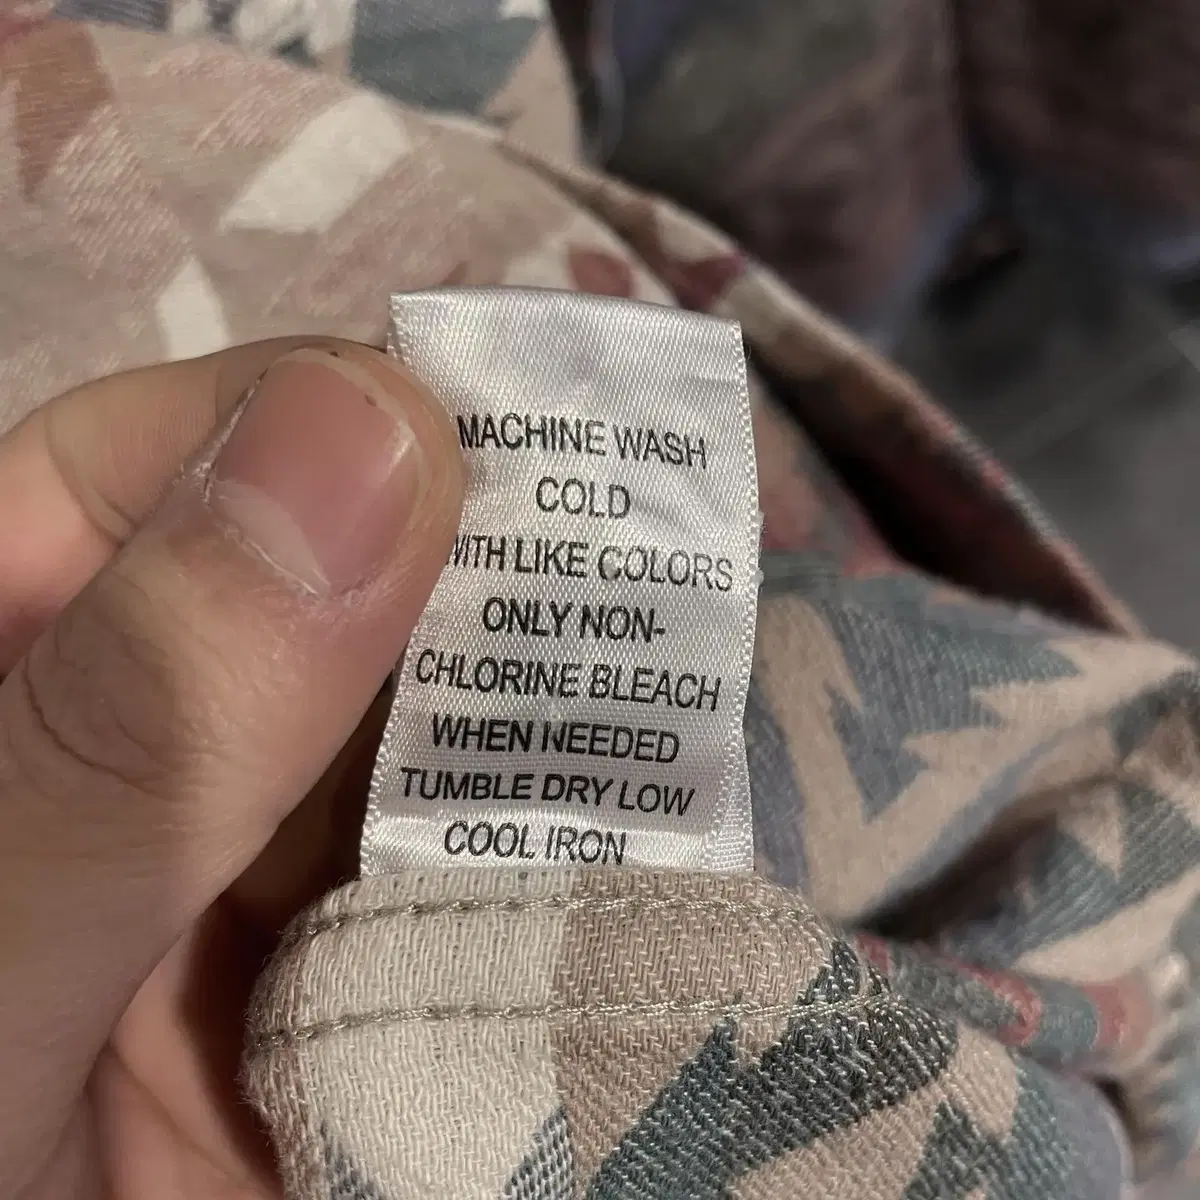 MACHINE WASH
COLD
WITH LIKE COLORS
ONLY NON-
CHLORINE BLEACH
WHEN NEEDED
TUMBLE DRY LOW
COOL IRON